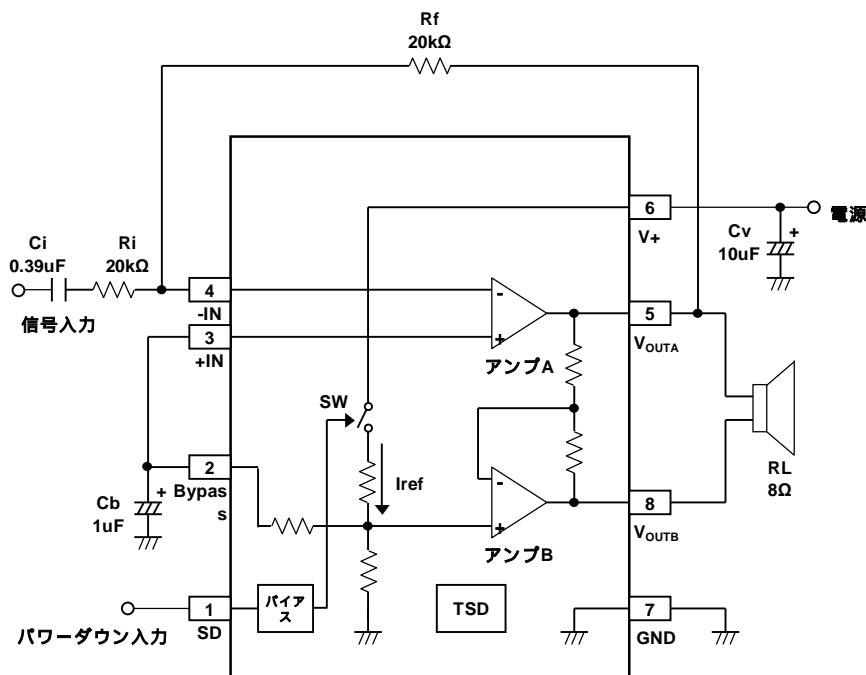 Rf
20kΩ
6
V+
電源
Cv
10uF
+
Ci
0.39uF
Ri
20kΩ
信号入力
4
-IN
3
+IN
-
+
アンプA
5
VOUTA
SW
Iref
RL
8Ω
2
Bypas
s
Cb
1uF
+
-
+
アンプB
8
VOUTB
パワーダウン入力
1
SD
バイア
ス
TSD
7
GND